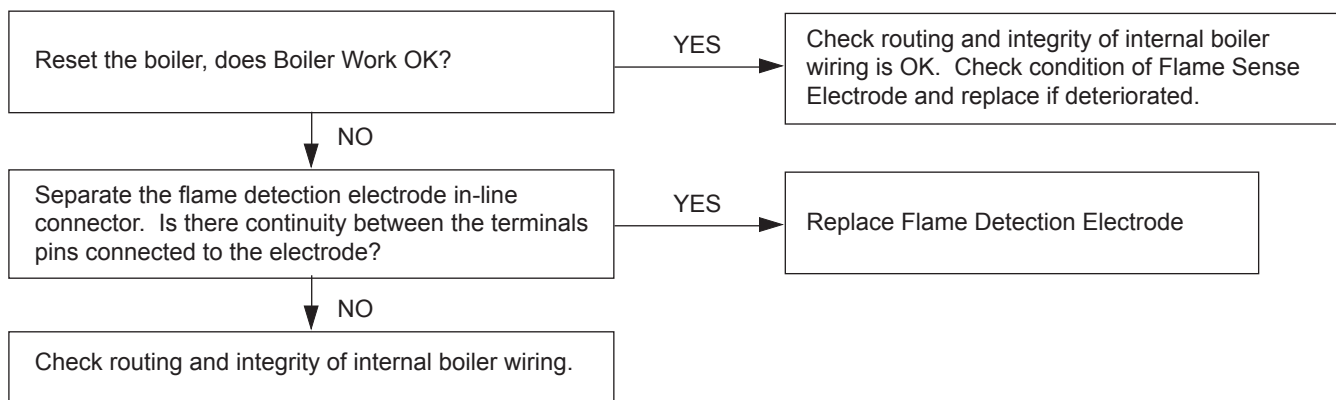 Reset the boiler, does Boiler Work OK?
YES
Check routing and integrity of internal boiler
wiring is OK.  Check condition of Flame Sense
Electrode and replace if deteriorated.
NO
Separate the flame detection electrode in-line
connector.  Is there continuity between the terminals
pins connected to the electrode?
YES
Replace Flame Detection Electrode
NO
Check routing and integrity of internal boiler wiring.